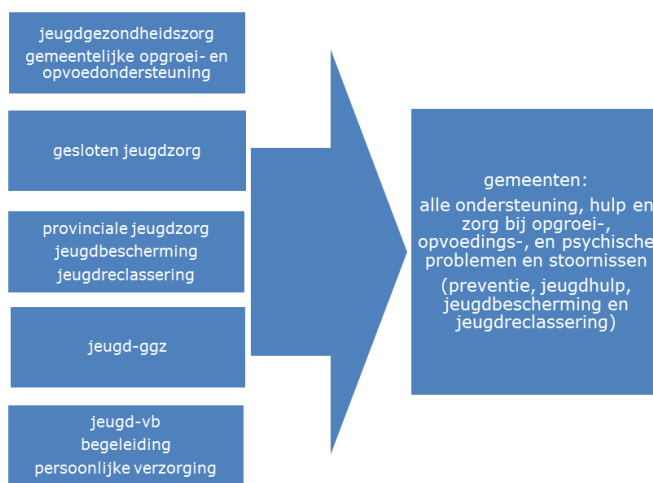 jeugdgezondheidszorg
gemeentelijke opgroei- en
opvoedondersteuning
gesloten jeugdzorg
provinciale jeugdzorg
jeugdbescherming
jeugdreclassering
jeugd-ggz
jeugd-vb
begeleiding
persoonlijke verzorging
gemeenten:
alle ondersteuning, hulp en
zorg bij opgroei-,
opvoedings-, en psychische
problemen en stoornissen
(preventie, jeugdhulp,
jeugdbescherming en
jeugdreclassering)